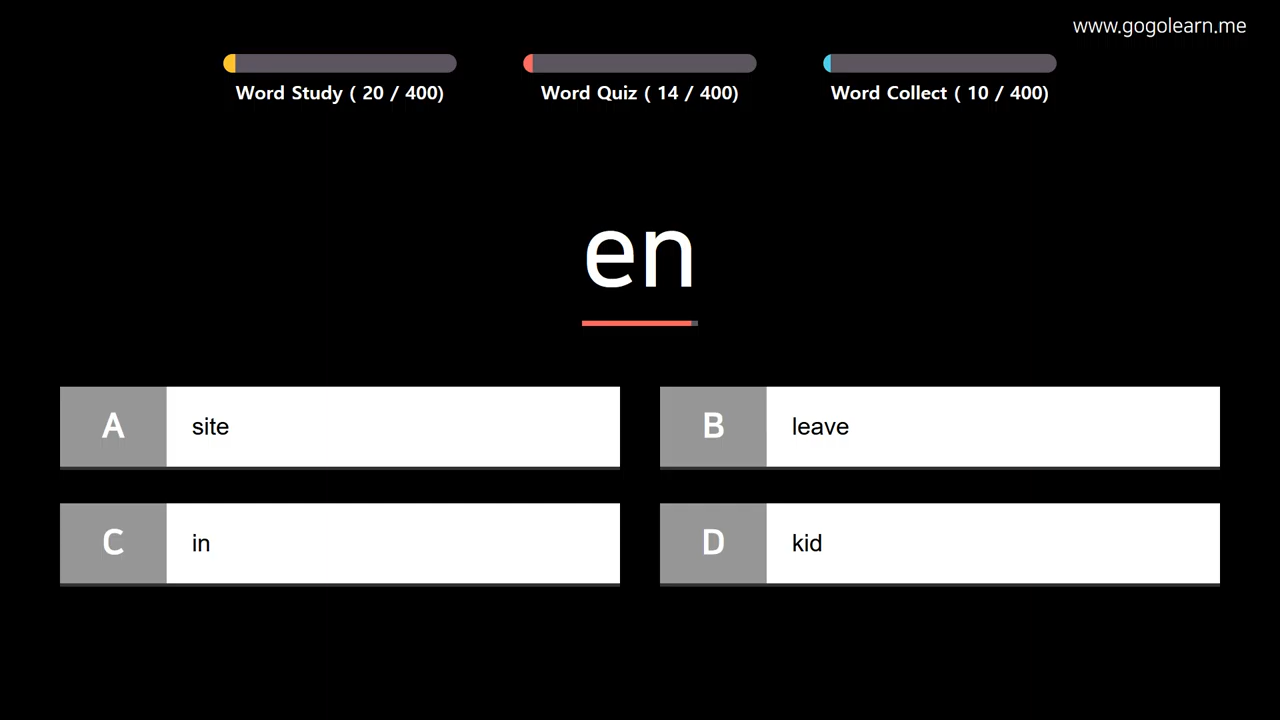 www.gogolearn.me
Word Study ( 20 / 400)
Word Quiz ( 14 / 400)
Word Collect ( 10 / 400)
en
A site
B leave
C in
D kid